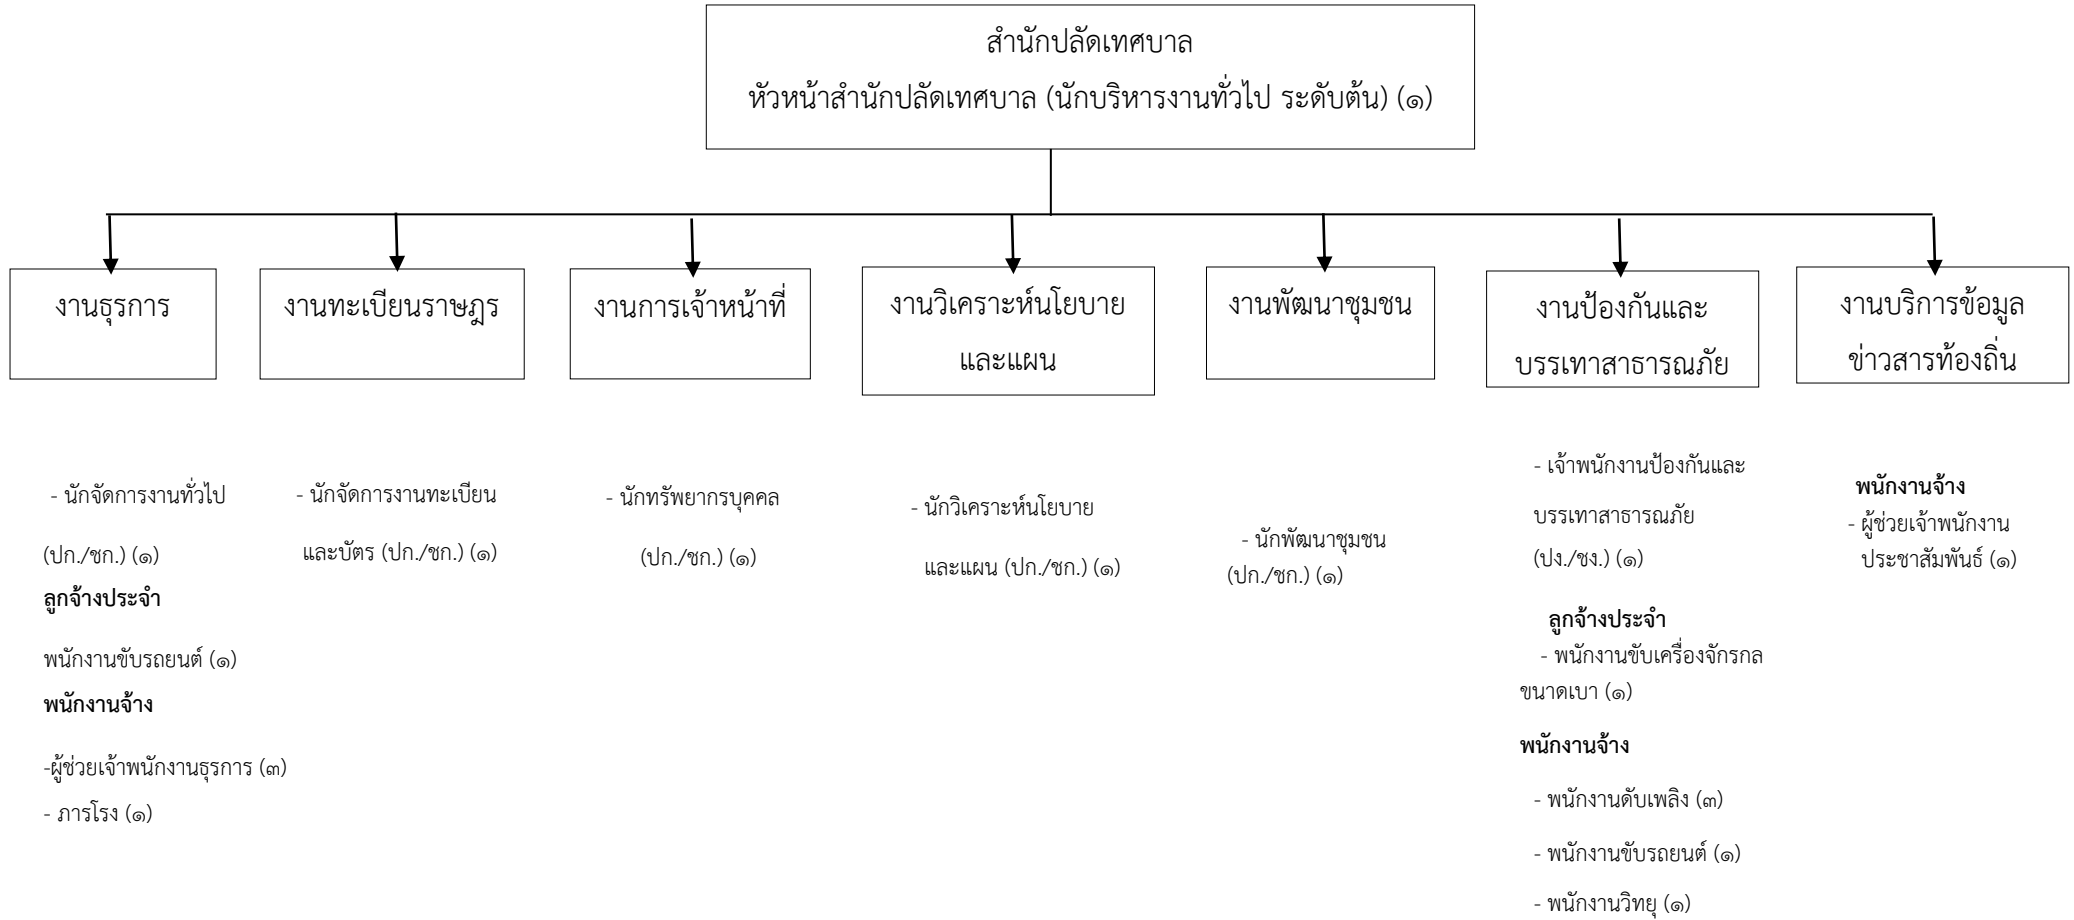 สำนักปลัดเทศบาล
หัวหน้าสำนักปลัดเทศบาล (นักบริหารงานทั่วไป ระดับต้น) (๑)
งานธุรการ
งานทะเบียนราษฎร
งานการเจ้าหน้าที่
งานวิเคราะห์นโยบาย
และแผน
งานพัฒนาชุมชน
งานป้องกันและ
บรรเทาสาธารณภัย
งานบริการข้อมูล
ข่าวสารท้องถิ่น
- นักจัดการงานทั่วไป
(ปก./ชก.) (๑)
ลูกจ้างประจำ
พนักงานขับรถยนต์ (๑)
พนักงานจ้าง
-ผู้ช่วยเจ้าพนักงานธุรการ (๓)
- ภารโรง (๑)
- นักจัดการงานทะเบียน
และบัตร (ปก./ชก.) (๑)
- นักทรัพยากรบุคคล
(ปก./ชก.) (๑)
- นักวิเคราะห์นโยบาย
และแผน (ปก./ชก.) (๑)
- นักพัฒนาชุมชน
(ปก./ชก.) (๑)
- เจ้าพนักงานป้องกันและ
บรรเทาสาธารณภัย
(ปง./ชง.) (๑)
ลูกจ้างประจำ
- พนักงานขับเครื่องจักรกล
ขนาดเบา (๑)
พนักงานจ้าง
- พนักงานดับเพลิง (๓)
- พนักงานขับรถยนต์ (๑)
- พนักงานวิทยุ (๑)
พนักงานจ้าง
- ผู้ช่วยเจ้าพนักงาน
ประชาสัมพันธ์ (๑)